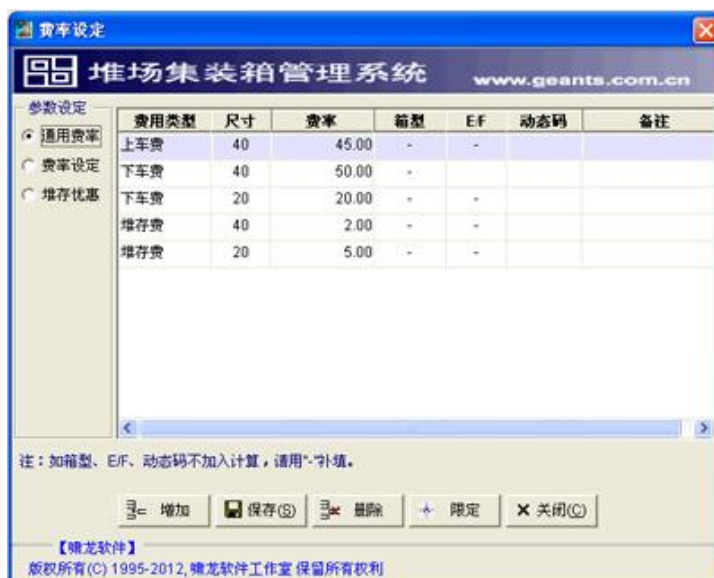 费率设定
堆场集装箱管理系统 www.geants.com.cn
参数设定
通用费率
费率设定
堆存优惠
费用类型 尺寸 费率 箱型 E/F 动态码 备注
上车费 40 45.00 - -
下车费 40 50.00 -
下车费 20 20.00 - -
堆存费 40 2.00 - -
堆存费 20 5.00 - -
注：如箱型、E/F、动态码不加入计算，请用"-"补填。
增加 保存(S) 删除 限定 关闭(C)
【骧龙软件】
版权所有(C) 1995-2012, 骧龙软件工作室 保留所有权利